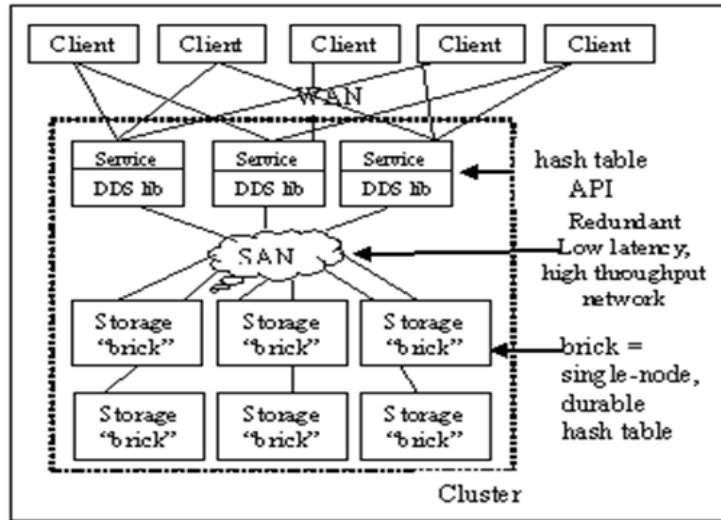 Client Client Client Client Client
WAN
Service Service Service
DDS lib DDS lib DDS lib
hash table
API
Redundant
Low latency,
high throughput
network
SAN
Storage Storage Storage
“brick” “brick” “brick”
brick =
single-node,
durable
hash table
Storage Storage Storage
“brick” “brick” “brick”
Cluster